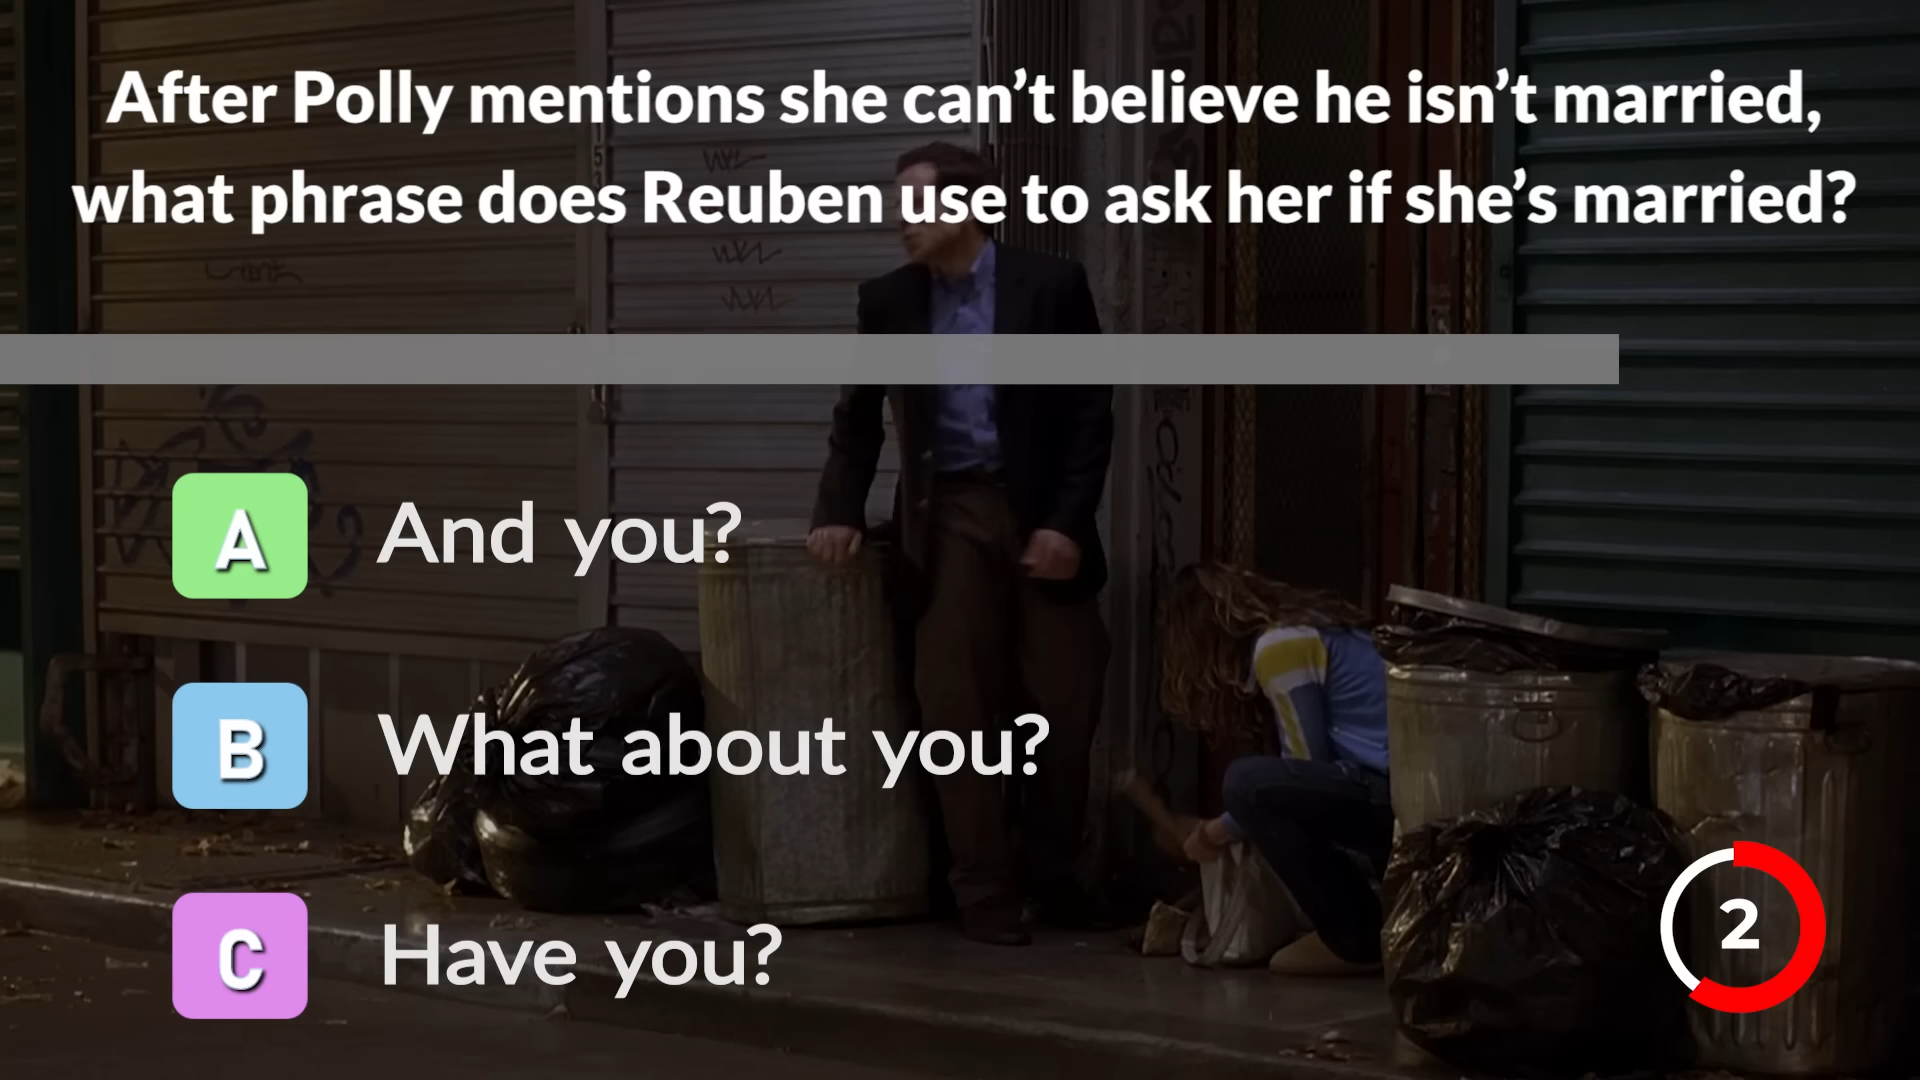 After Polly mentions she can’t believe he isn’t married,
what phrase does Reuben use to ask her if she’s married?
A And you?
B What about you?
C Have you?
2